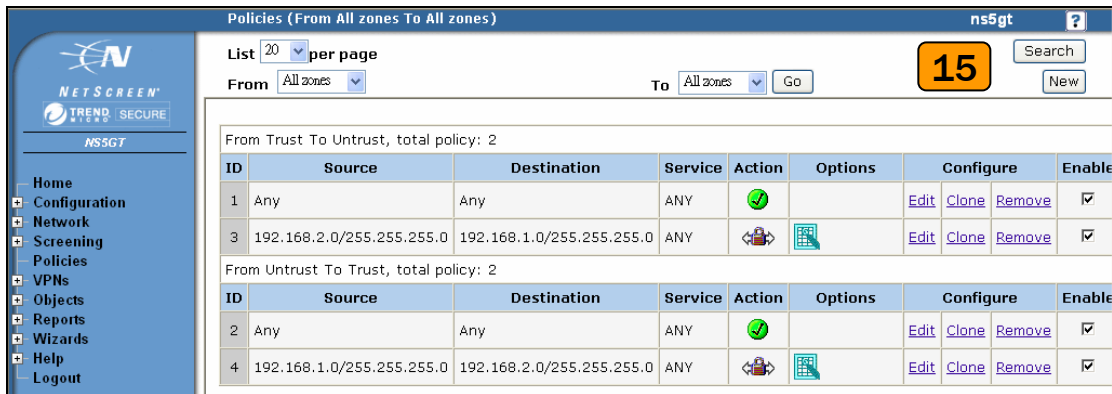 Policies (From All zones To All zones) ns5gt ?
List 20 per page 15 Search
From All zones To All zones Go New
NETSCREEN
TREND MICRO SECURE
NS5GT
Home
Configuration
Network
Screening
Policies
VPNs
Objects
Reports
Wizards
Help
Logout
From Trust To Untrust, total policy: 2
ID Source Destination Service Action Options Configure Enable
1 Any Any ANY Edit Clone Remove
3 192.168.2.0/255.255.255.0 192.168.1.0/255.255.255.0 ANY Edit Clone Remove
From Untrust To Trust, total policy: 2
ID Source Destination Service Action Options Configure Enable
2 Any Any ANY Edit Clone Remove
4 192.168.1.0/255.255.255.0 192.168.2.0/255.255.255.0 ANY Edit Clone Remove